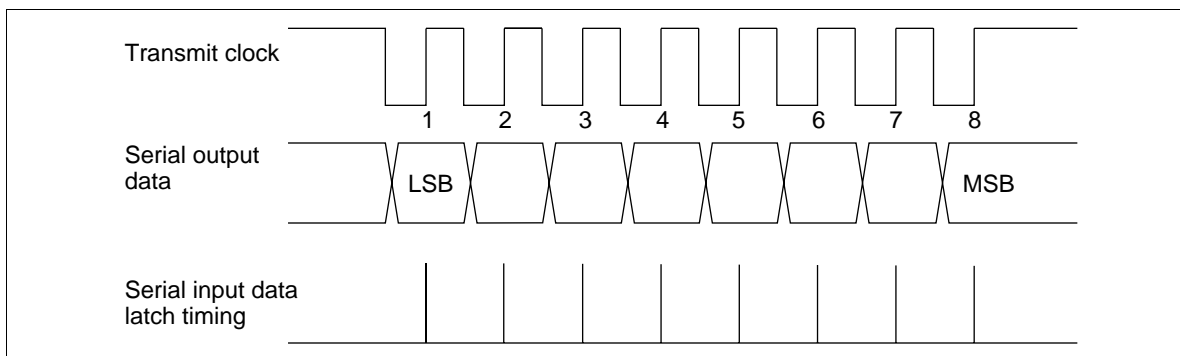 Transmit clock
1 2 3 4 5 6 7 8
Serial output
data
LSB MSB
Serial input data
latch timing